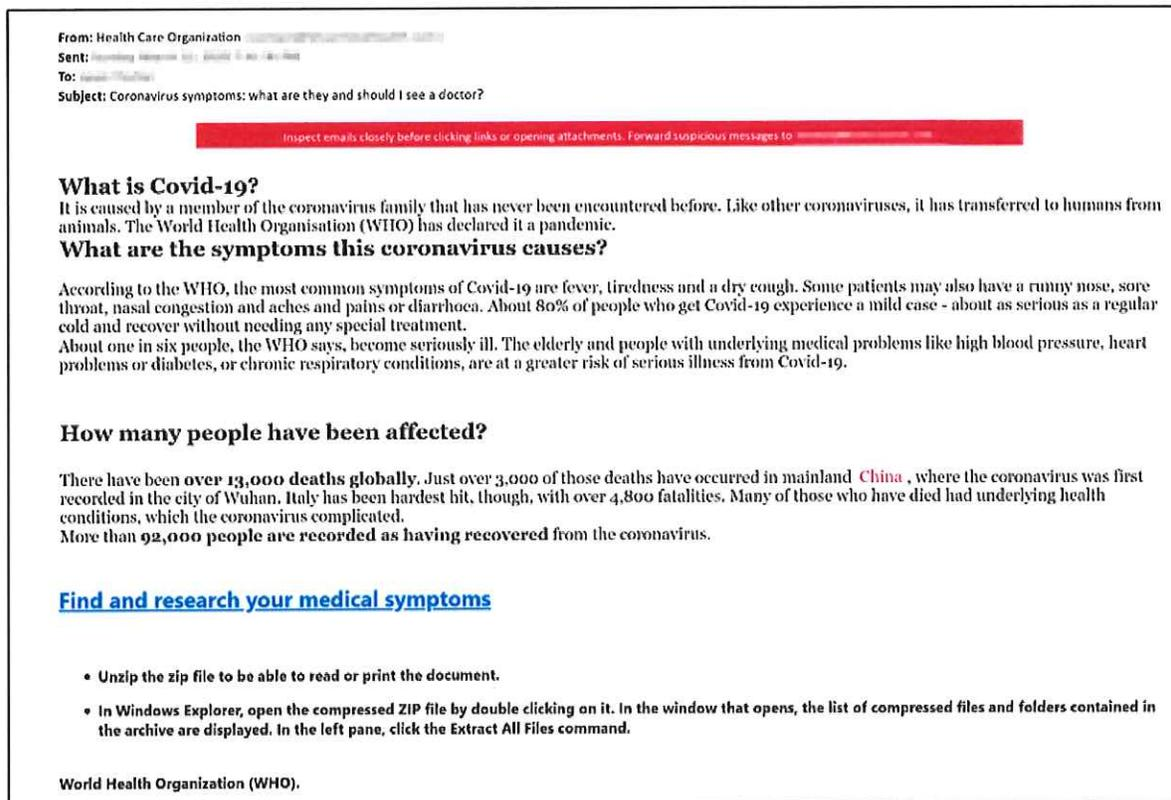 From: Health Care Organization
Sent:
To:
Subject: Coronavirus symptoms: what are they and should I see a doctor?
Inspect emails closely before clicking links or opening attachments. Forward suspicious messages to
What is Covid-19?
It is caused by a member of the coronavirus family that has never been encountered before. Like other coronaviruses, it has transferred to humans from
animals. The World Health Organisation (WHO) has declared it a pandemic.
What are the symptoms this coronavirus causes?
According to the WHO, the most common symptoms of Covid-19 are fever, tiredness and a dry cough. Some patients may also have a runny nose, sore
throat, nasal congestion and aches and pains or diarrhoea. About 80% of people who get Covid-19 experience a mild case - about as serious as a regular
cold and recover without needing any special treatment.
About one in six people, the WHO says, become seriously ill. The elderly and people with underlying medical problems like high blood pressure, heart
problems or diabetes, or chronic respiratory conditions, are at a greater risk of serious illness from Covid-19.
How many people have been affected?
There have been over 13,000 deaths globally. Just over 3,000 of those deaths have occurred in mainland China , where the coronavirus was first
recorded in the city of Wuhan. Italy has been hardest hit, though, with over 4,800 fatalities. Many of those who have died had underlying health
conditions, which the coronavirus complicated.
More than 92,000 people are recorded as having recovered from the coronavirus.
Find and research your medical symptoms
• Unzip the zip file to be able to read or print the document.
• In Windows Explorer, open the compressed ZIP file by double clicking on it. In the window that opens, the list of compressed files and folders contained in
the archive are displayed. In the left pane, click the Extract All Files command.
World Health Organization (WHO).